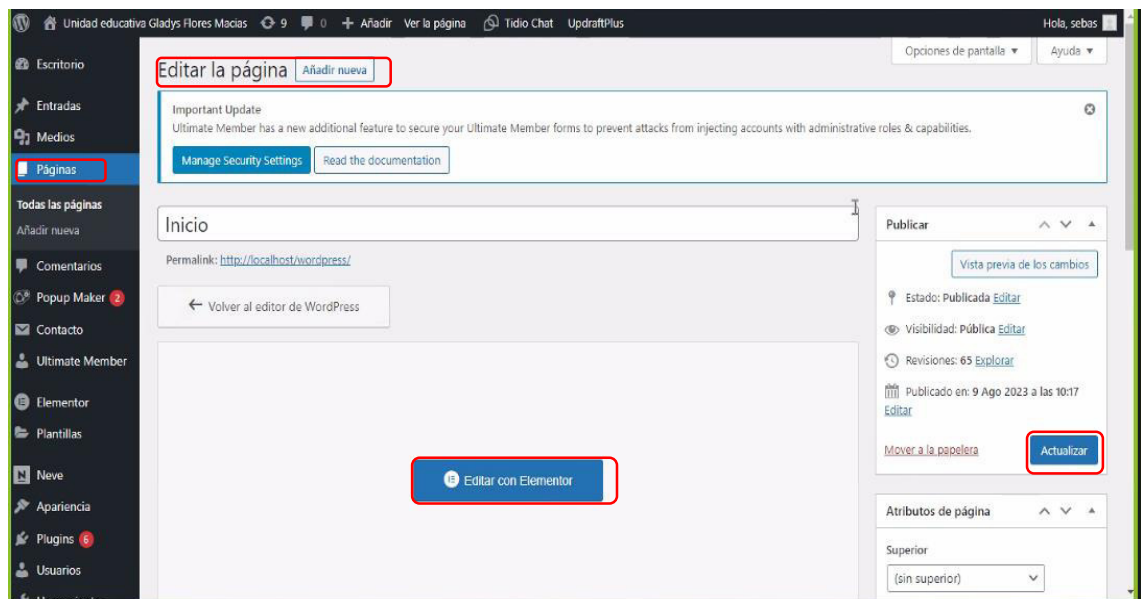 Unidad educativa Gladys Flores Macias 9 0 + Añadir Ver la página Tidio Chat UpdraftPlus Hola, sebas
Opciones de pantalla ▼ Ayuda ▼
Escritorio
Entradas
Medios
Páginas
Todas las páginas
Añadir nueva
Comentarios
Popup Maker 2
Contacto
Ultimate Member
Elementor
Plantillas
Neve
Apariencia
Plugins 6
Usuarios
Editar la página Añadir nueva
Important Update
Ultimate Member has a new additional feature to secure your Ultimate Member forms to prevent attacks from injecting accounts with administrative roles & capabilities.
Manage Security Settings Read the documentation
Inicio
Permalink: http://localhost/wordpress/
← Volver al editor de WordPress
Editar con Elementor
Publicar
Vista previa de los cambios
Estado: Publicada Editar
Visibilidad: Pública Editar
Revisiones: 65 Explorar
Publicado en: 9 Ago 2023 a las 10:17
Editar
Mover a la papelera Actualizar
Atributos de página
Superior
(sin superior)